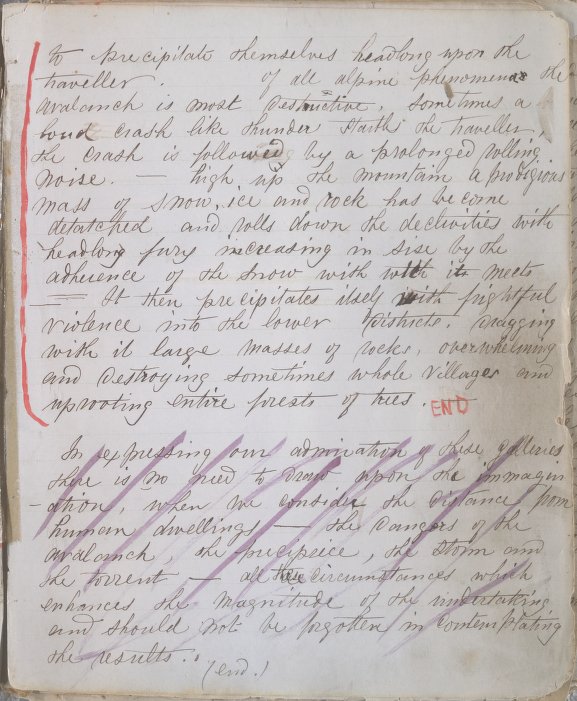 to precipitate themselves headlong upon the
traveller. of all alpine phenomena the
avalanch is most destructive, sometimes a
loud crash like thunder starth the traveller,
the crash is followed by a prolonged rolling
noise. — high up the mountain a prodigious
mass of snow, ice and rock has become
detatched and rolls down the declivities with
headlong fury increasing in sise by the
adherence of the snow with with it meets
— It then precipitates itself with frightful
violence into the lower districts, dragging
with it large masses of rocks, overwhelming
and destroying sometimes whole villages and
uprooting entire forests of trees. —
END
In expressing our admiration of these galleries
there is no need to draw upon the immagin
-ation, when we consider the distance from
human dwellings — the dangers of the
avalanch, the precipeice, the storm and
the torrent — all these circumstances which
enhances the magnitude of the undertaking
and should not be forgotten in contemplating
the results..
(end.)